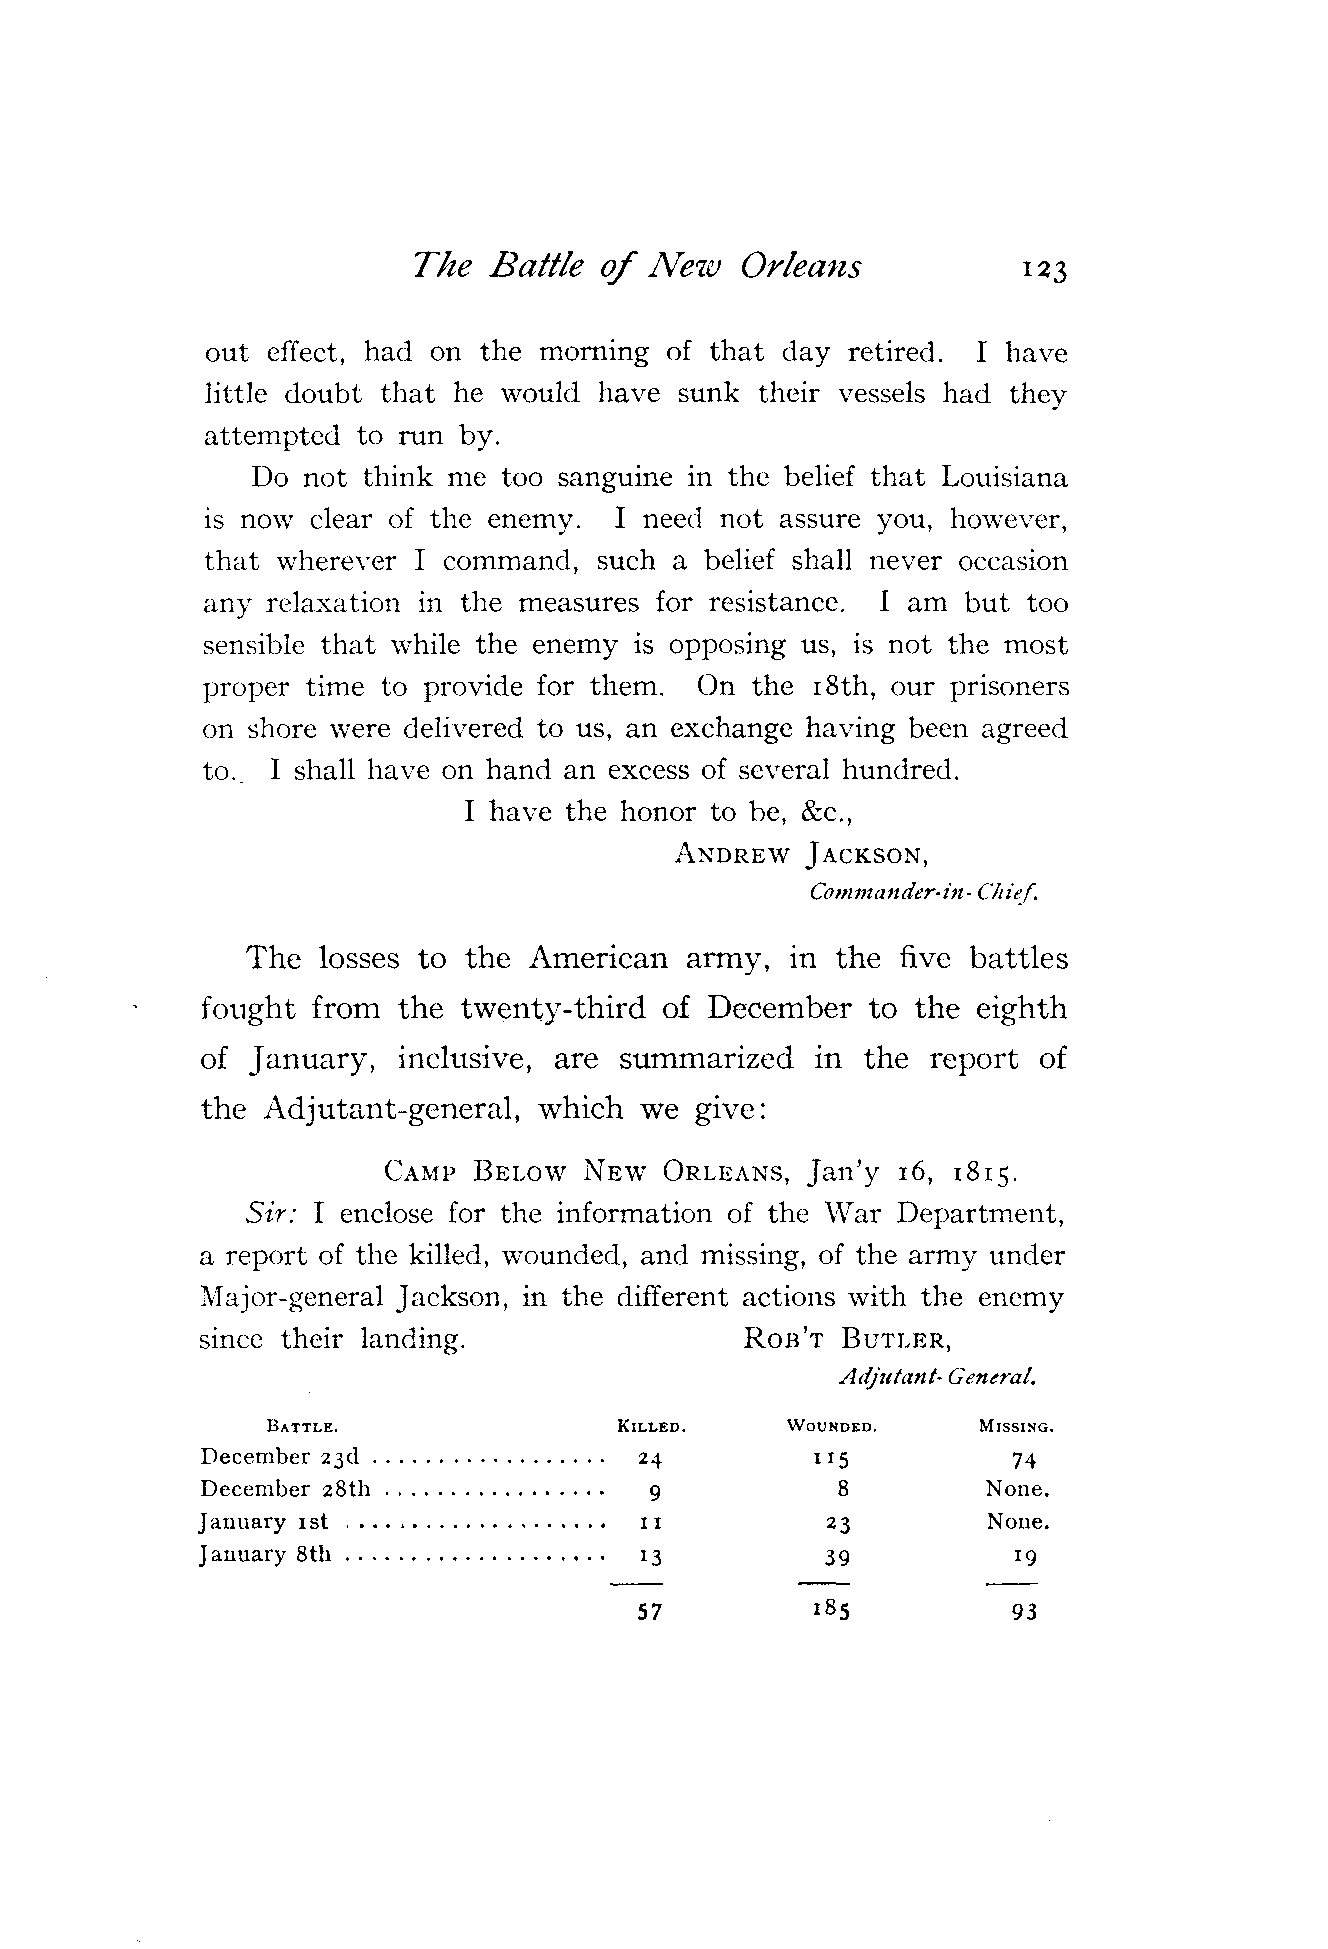 The Battle of New Orleans 123
out effect, had on the morning of that day retired. I have
little doubt that he would have sunk their vessels had they
attempted to run by.
Do not think me too sanguine in the belief that Louisiana
is now clear of the enemy. I need not assure you, however,
that wherever I command, such a belief shall never occasion
any relaxation in the measures for resistance. I am but too
sensible that while the enemy is opposing us, is not the most
proper time to provide for them. On the 18th, our prisoners
on shore were delivered to us, an exchange having been agreed
to. I shall have on hand an excess of several hundred.
I have the honor to be, &c.,
ANDREW JACKSON,
Commander-in-Chief.
The losses to the American army, in the five battles
fought from the twenty-third of December to the eighth
of January, inclusive, are summarized in the report of
the Adjutant-general, which we give:
CAMP BELOW NEW ORLEANS, Jan'y 16, 1815.
Sir: I enclose for the information of the War Department,
a report of the killed, wounded, and missing, of the army under
Major-general Jackson, in the different actions with the enemy
since their landing. ROB'T BUTLER,
Adjutant-General.
BATTLE. KILLED. WOUNDED. MISSING.
December 23d .................. 24 115 74
December 28th ................. 9 8 None.
January 1st .................... 11 23 None.
January 8th .................... 13 39 19
57 185 93